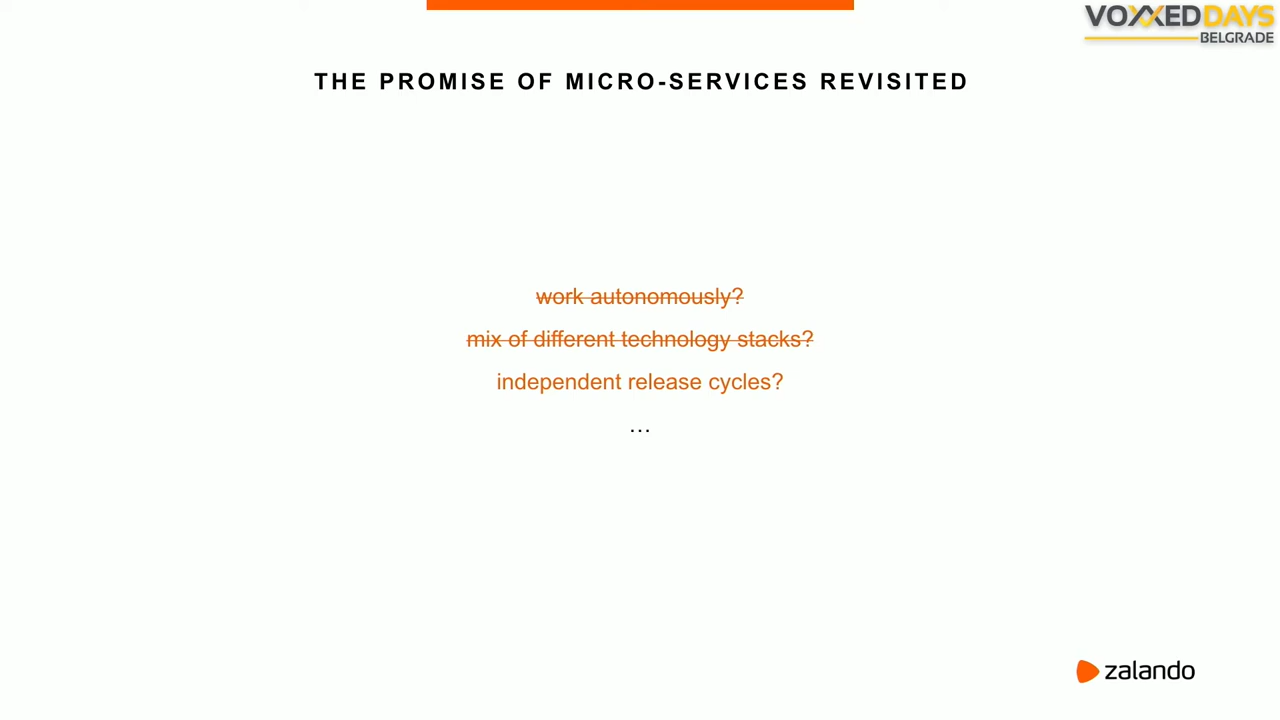 VOXXED DAYS
BELGRADE
THE PROMISE OF MICRO-SERVICES REVISITED
work autonomously?
mix of different technology stacks?
independent release cycles?
...
zalando